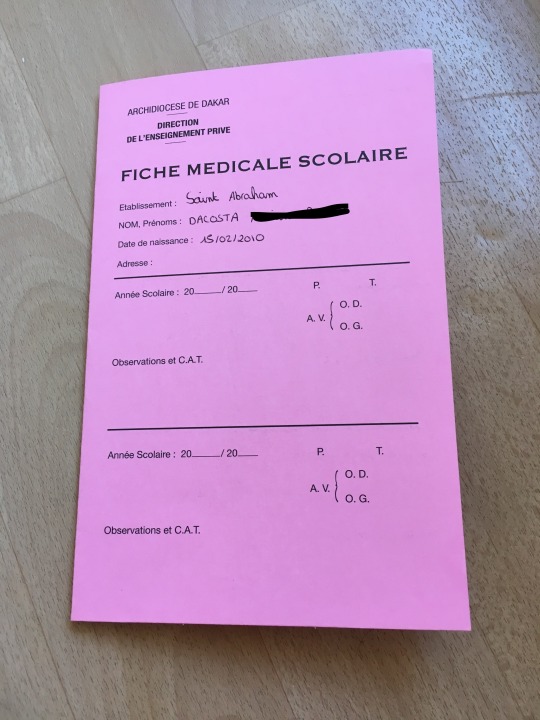 ARCHIDIOCESE DE DAKAR
DIRECTION
DE L'ENSEIGNEMENT PRIVE
FICHE MEDICALE SCOLAIRE
Etablissement : Saint Abraham
NOM, Prénoms : DACOSTA
Date de naissance : 15/02/2010
Adresse :
Année Scolaire : 20____/ 20____ P. T.
A. V. { O. D.
O. G.
Observations et C.A.T.
Année Scolaire : 20____/ 20____ P. T.
A. V. { O. D.
O. G.
Observations et C.A.T.